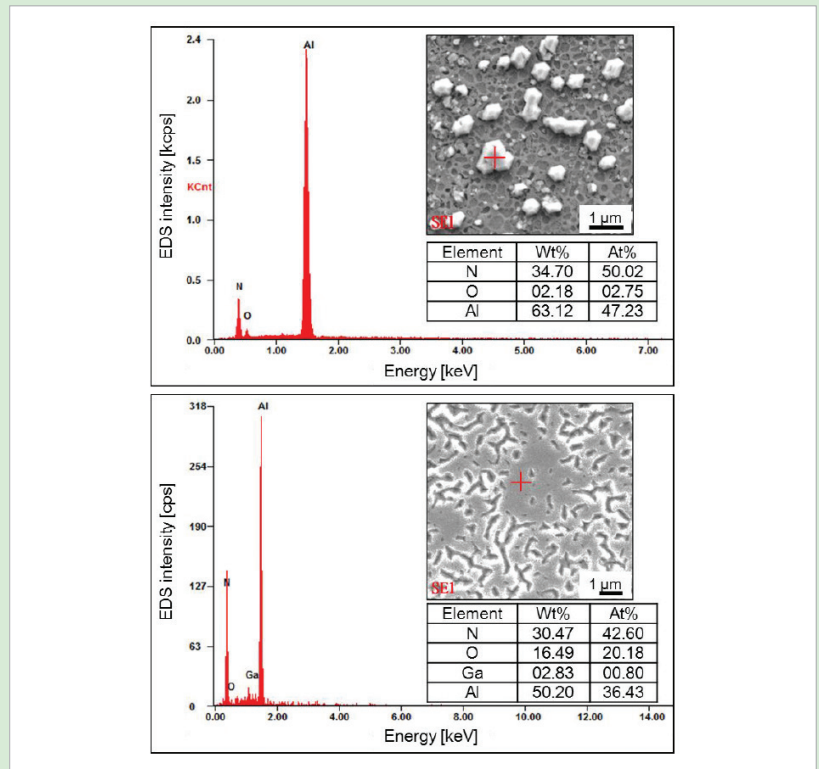 2.4
Al
2.0
1.5
KCnt
1.0
0.5
0.0
N
O
0.00 1.00 2.00 3.00 4.00 5.00 6.00 7.00
EDS intensity [kcps]
Energy [keV]
SE1
1 µm
Element Wt% At%
N 34.70 50.02
O 02.18 02.75
Al 63.12 47.23
318
Al
254
190
127
63
0
N
O
Ga
0.00 2.00 4.00 6.00 8.00 10.00 12.00 14.00
EDS intensity [cps]
Energy [keV]
SE1
1 µm
Element Wt% At%
N 30.47 42.60
O 16.49 20.18
Ga 02.83 00.80
Al 50.20 36.43